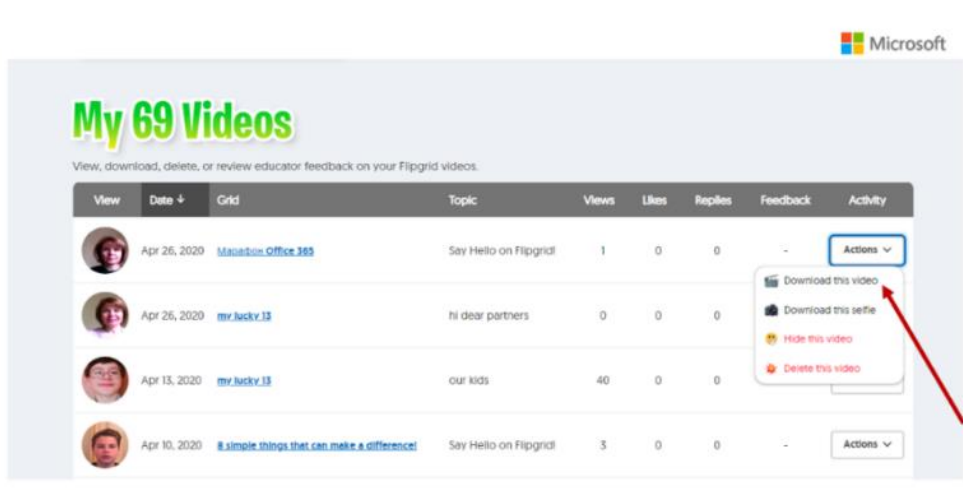 Microsoft
My 69 Videos
View, download, delete, or review educator feedback on your Flipgrid videos.
View Date ↓ Grid Topic Views Likes Replies Feedback Activity
Apr 26, 2020 Марафон Office 365 Say Hello on Flipgrid! 1 0 0 - Actions
Download this video
Apr 26, 2020 my lucky 13 hi dear partners 0 0 0 Download this selfie
Hide this video
Apr 13, 2020 my lucky 13 our kids 40 0 0 Delete this video
Apr 10, 2020 8 simple things that can make a difference! Say Hello on Flipgrid! 3 0 0 - Actions